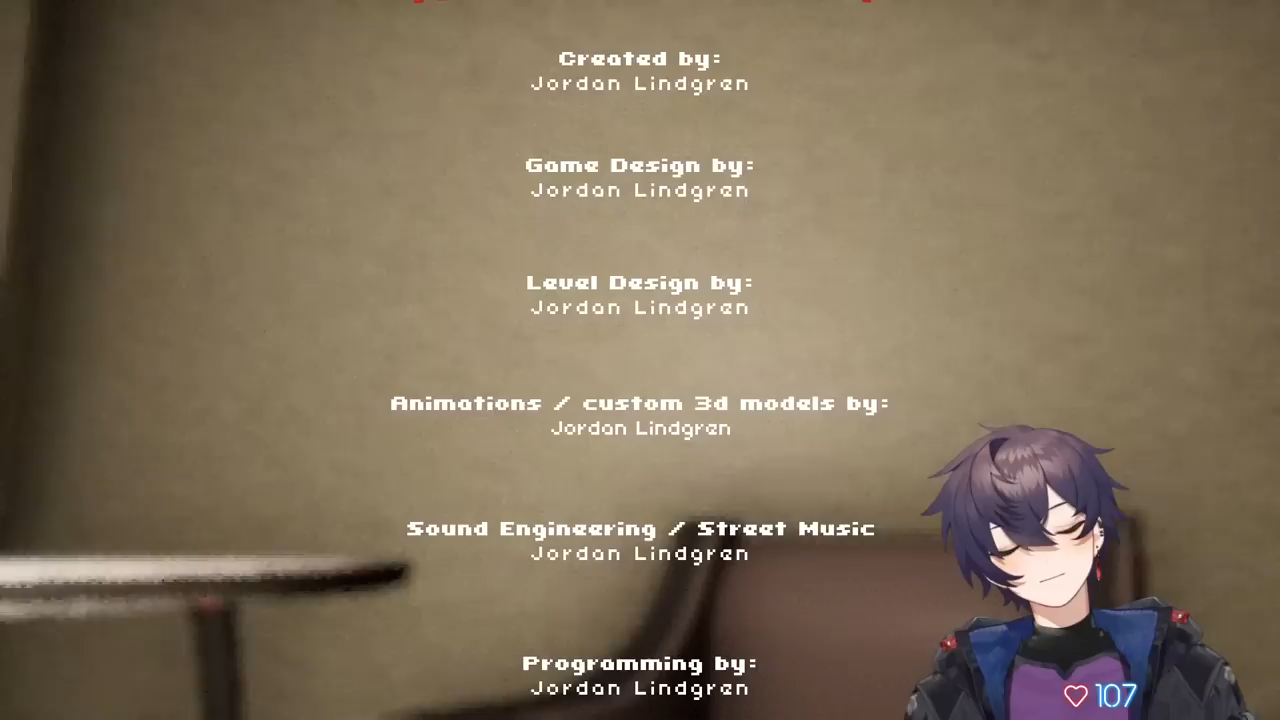 Created by:
Jordan Lindgren
Game Design by:
Jordan Lindgren
Level Design by:
Jordan Lindgren
Animations / custom 3d models by:
Jordan Lindgren
Sound Engineering / Street Music
Jordan Lindgren
Programming by:
Jordan Lindgren
107